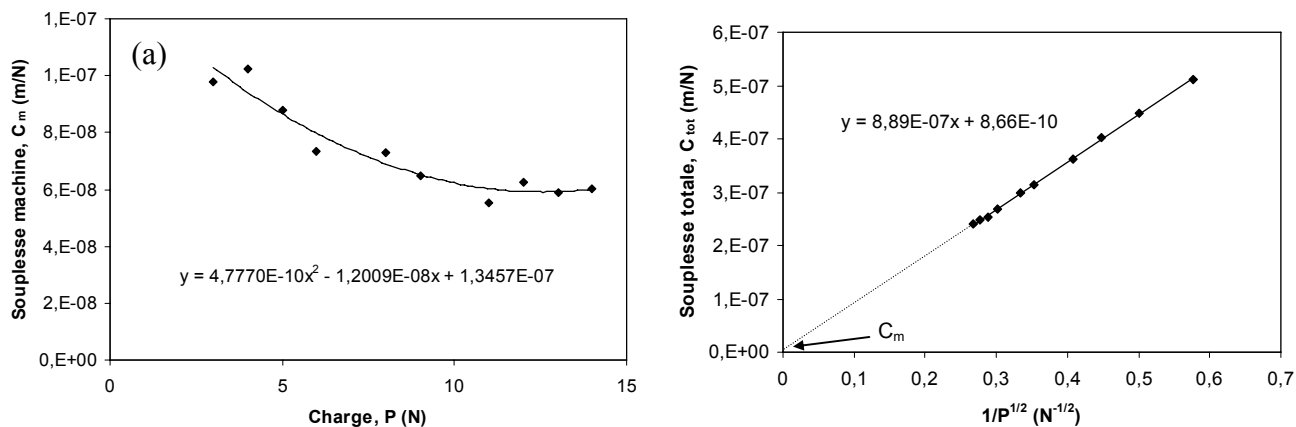 (a)
Souplesse machine, C m (m/N)
1,E-07
1,E-07
8,E-08
6,E-08
4,E-08
2,E-08
0,E+00
y = 4,7770E-10x² - 1,2009E-08x + 1,3457E-07
0
5
10
15
Charge, P (N)
Souplesse totale, C tot (m/N)
6,E-07
5,E-07
4,E-07
3,E-07
2,E-07
1,E-07
0,E+00
y = 8,89E-07x + 8,66E-10
Cm
0
0,1
0,2
0,3
0,4
0,5
0,6
0,7
1/P^1/2 (N^-1/2)